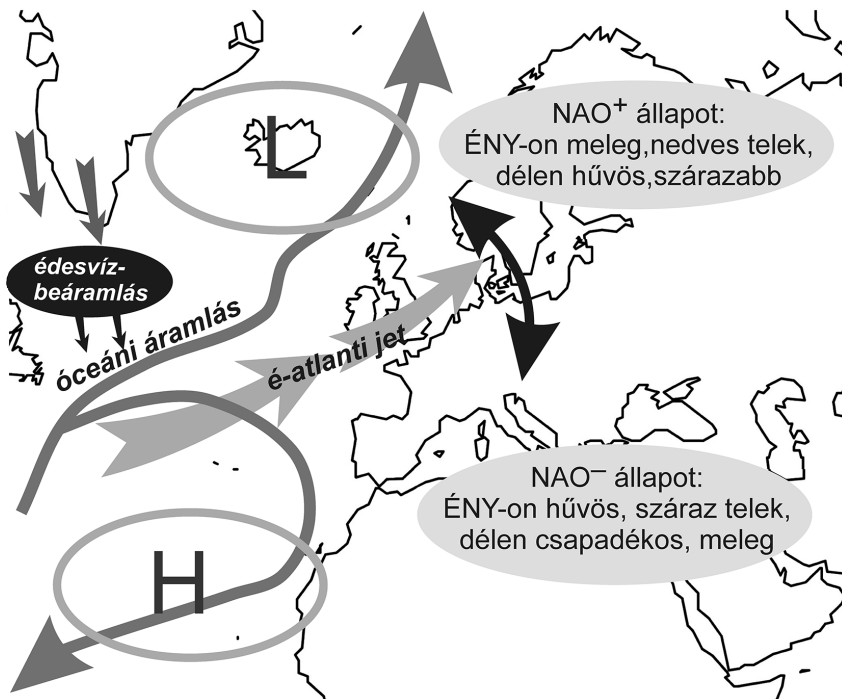 NAO⁺ állapot:
ÉNY-on meleg,nedves telek,
délen hűvös,szárazabb
L
édesvíz-
beáramlás
óceáni áramlás
é-atlanti jet
NAO⁻ állapot:
ÉNY-on hűvös, száraz telek,
délen csapadékos, meleg
H